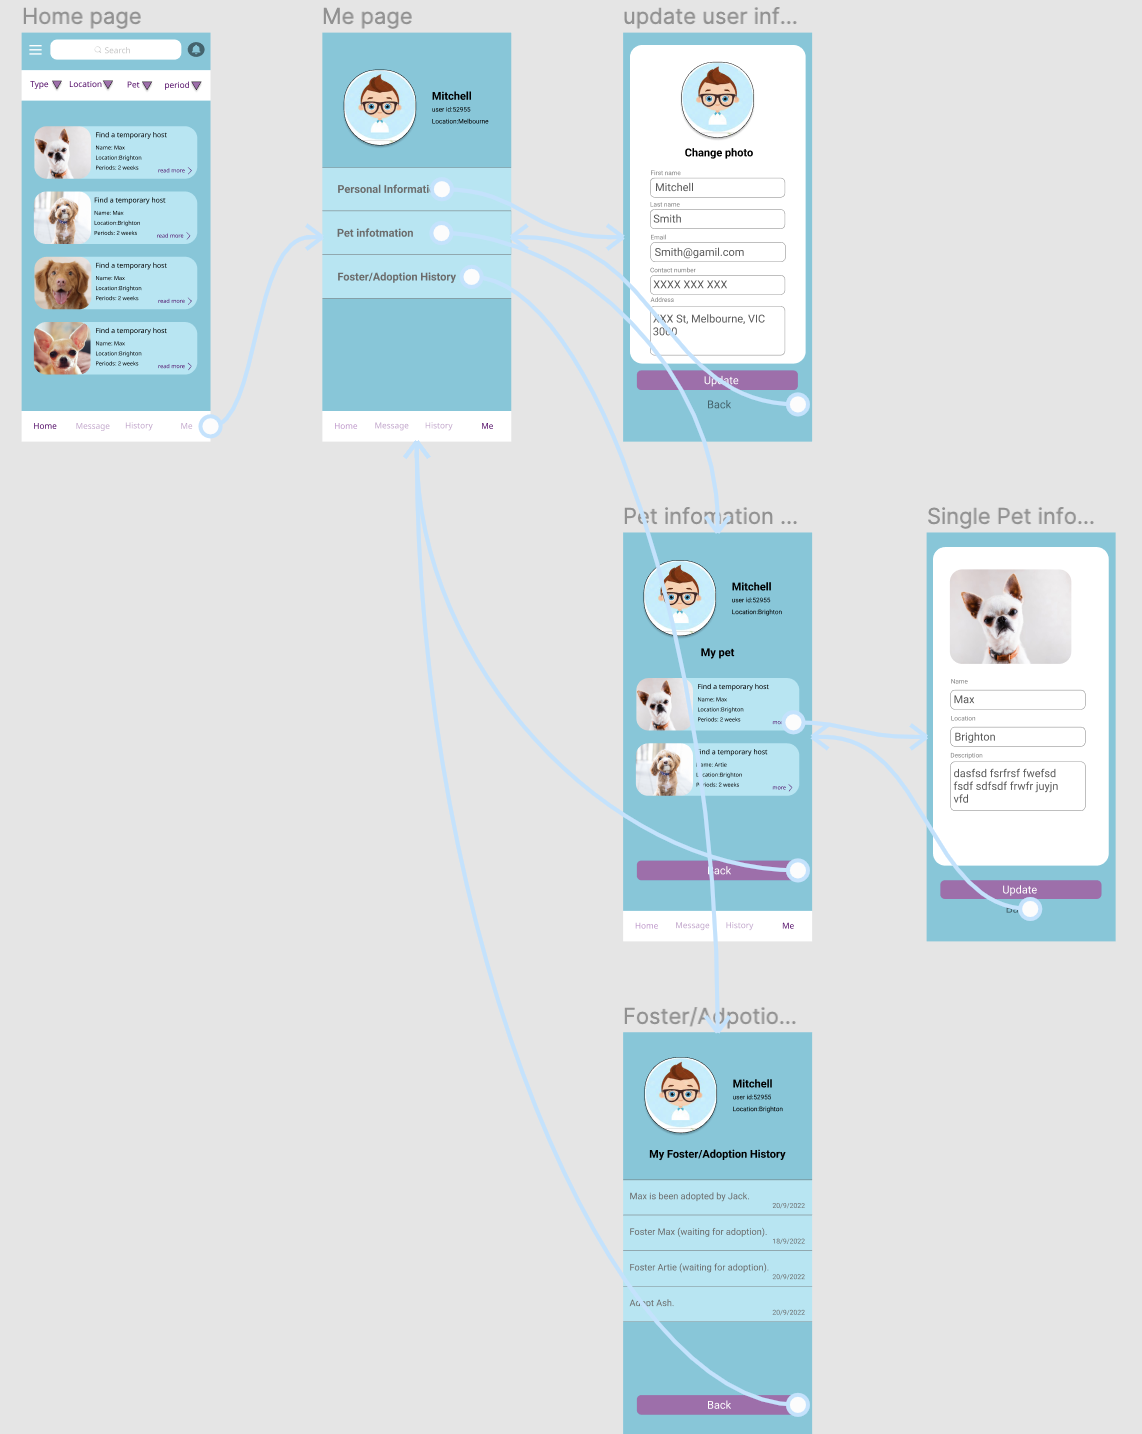 Home page
Search
Type
Location
Pet
period
Find a temporary host
Name: Max
Location:Brighton
Periods: 2 weeks
read more
Find a temporary host
Name: Max
Location:Brighton
Periods: 2 weeks
read more
Find a temporary host
Name: Max
Location:Brighton
Periods: 2 weeks
read more
Find a temporary host
Name: Max
Location:Brighton
Periods: 2 weeks
read more
Home Message History Me
Me page
Mitchell
user id:52955
Location:Melbourne
Personal Informati
Pet infotmation
Foster/Adoption History
Home Message History Me
update user inf...
Change photo
First name
Mitchell
Last name
Smith
Email
Smith@gamil.com
Contact number
XXXX XXX XXX
Address
XXX St, Melbourne, VIC
3000
Update
Back
Pet infomation ...
Mitchell
user id:52955
Location:Brighton
My pet
Find a temporary host
Name: Max
Location:Brighton
Periods: 2 weeks
Find a temporary host
Name: Artie
Location:Brighton
Periods: 2 weeks
more
Back
Home Message History Me
Single Pet info...
Name
Max
Location
Brighton
Description
dasfsd fsrfrsf fwefsd
fsdf sdfsdf frwfr juyjn
vfd
Update
Foster/Adpotio...
Mitchell
user id:52955
Location:Brighton
My Foster/Adoption History
Max is been adopted by Jack.
20/9/2022
Foster Max (waiting for adoption).
18/9/2022
Foster Artie (waiting for adoption).
20/9/2022
Adopt Ash.
20/9/2022
Back